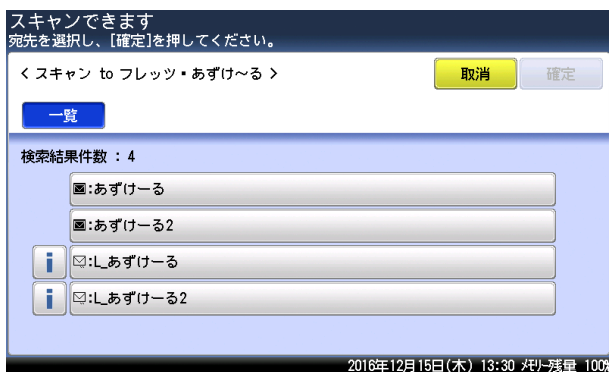 スキャンできます
宛先を選択し、[確定]を押してください。
< スキャン to フレッツ・あずけ～る >
取消 確定
一覧
検索結果件数 : 4
:あずけーる
:あずけーる2
i :L_あずけーる
i :L_あずけーる2
2016年12月15日(木) 13:30 メモリー残量 100%